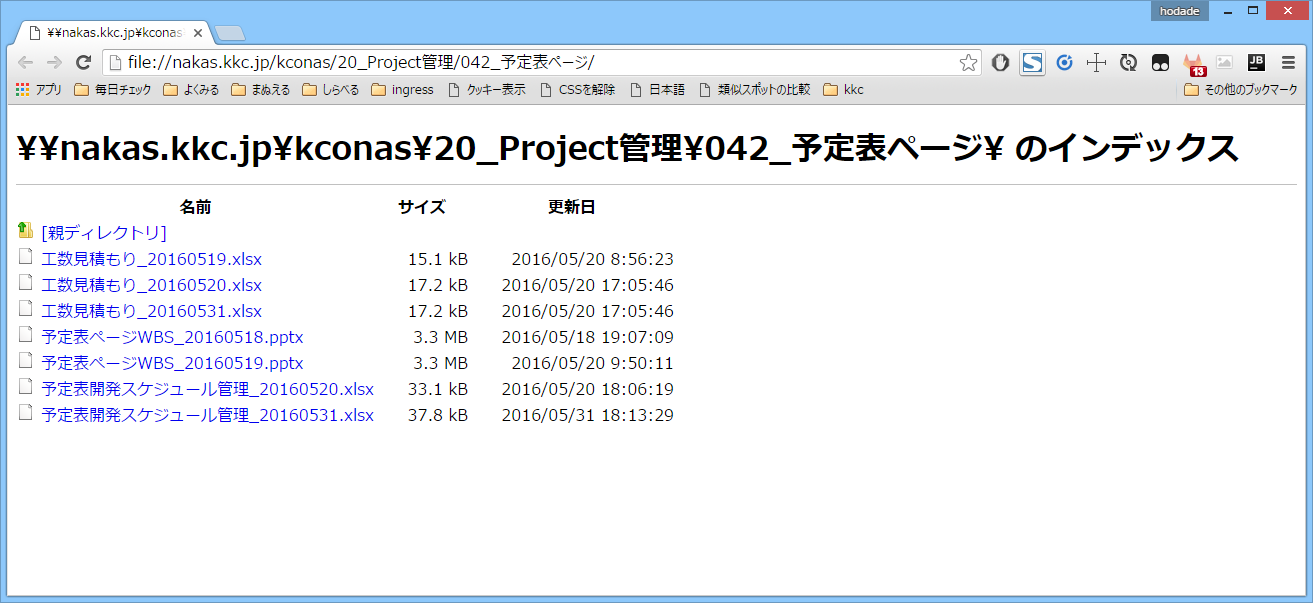 hodade
¥¥nakas.kkc.jp¥kconas
file://nakas.kkc.jp/kconas/20_Project管理/042_予定表ページ/
13
JB
アプリ 毎日チェック よくみる まぬえる しらべる ingress クッキー表示 CSSを解除 日本語 類似スポットの比較 kkc その他のブックマーク
¥¥nakas.kkc.jp¥kconas¥20_Project管理¥042_予定表ページ¥ のインデックス
名前 サイズ 更新日
[親ディレクトリ]
工数見積もり_20160519.xlsx 15.1 kB 2016/05/20 8:56:23
工数見積もり_20160520.xlsx 17.2 kB 2016/05/20 17:05:46
工数見積もり_20160531.xlsx 17.2 kB 2016/05/20 17:05:46
予定表ページWBS_20160518.pptx 3.3 MB 2016/05/18 19:07:09
予定表ページWBS_20160519.pptx 3.3 MB 2016/05/20 9:50:11
予定表開発スケジュール管理_20160520.xlsx 33.1 kB 2016/05/20 18:06:19
予定表開発スケジュール管理_20160531.xlsx 37.8 kB 2016/05/31 18:13:29